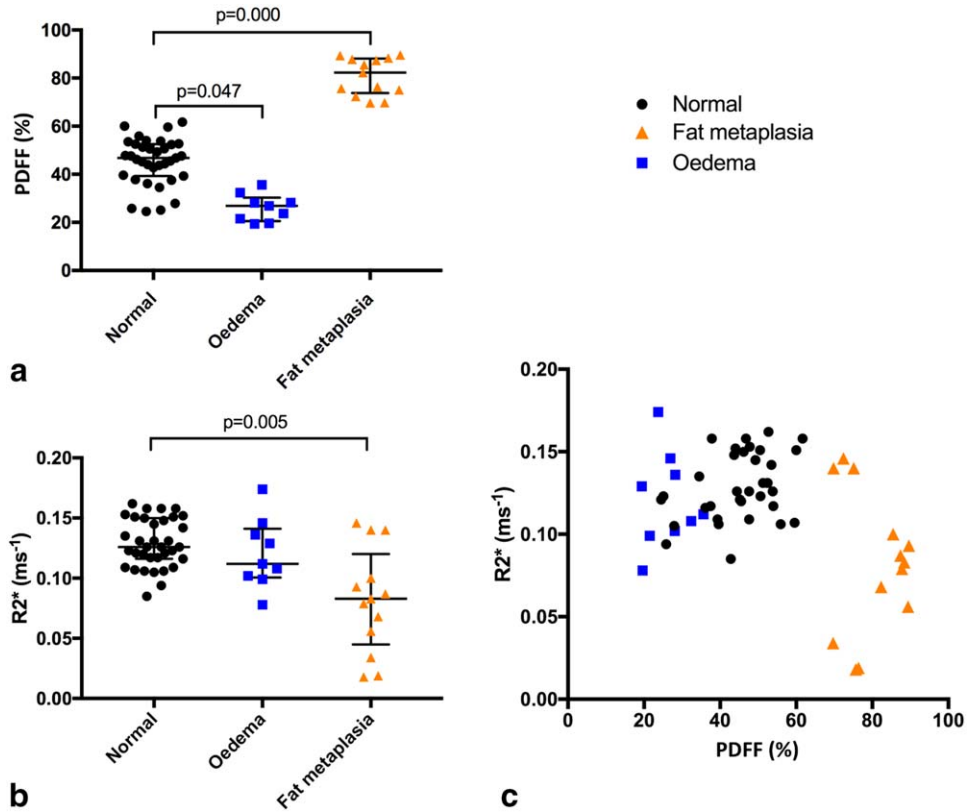 p=0.000
p=0.047
PDFF (%)
100
80
60
40
20
0
Normal
Oedema
Fat metaplasia
a
Normal
Fat metaplasia
Oedema
p=0.005
R2* (ms-1)
0.20
0.15
0.10
0.05
0.00
Normal
Oedema
Fat metaplasia
b
R2* (ms-1)
0.20
0.15
0.10
0.05
0.00
0 20 40 60 80 100
PDFF (%)
c